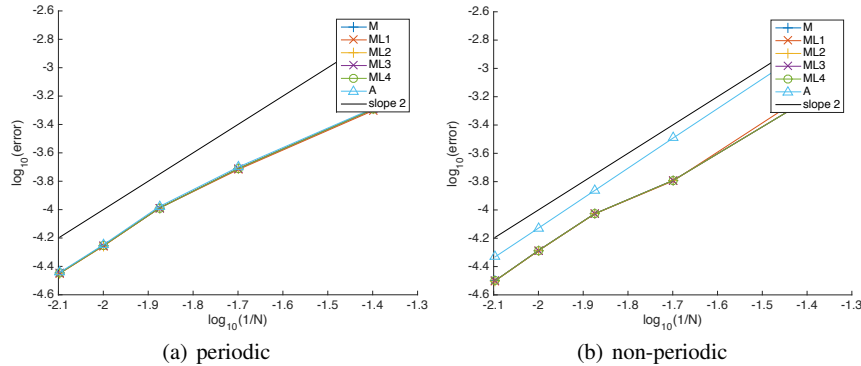 -2.6
-2.8
-3
-3.2
-3.4
-3.6
-3.8
-4
-4.2
-4.4
-4.6
log10(error)
M
ML1
ML2
ML3
ML4
A
slope 2
-2.1 -2 -1.9 -1.8 -1.7 -1.6 -1.5 -1.4 -1.3
log10(1/N)
(a) periodic
-2.6
-2.8
-3
-3.2
-3.4
-3.6
-3.8
-4
-4.2
-4.4
-4.6
log10(error)
M
ML1
ML2
ML3
ML4
A
slope 2
-2.1 -2 -1.9 -1.8 -1.7 -1.6 -1.5 -1.4 -1.3
log10(1/N)
(b) non-periodic